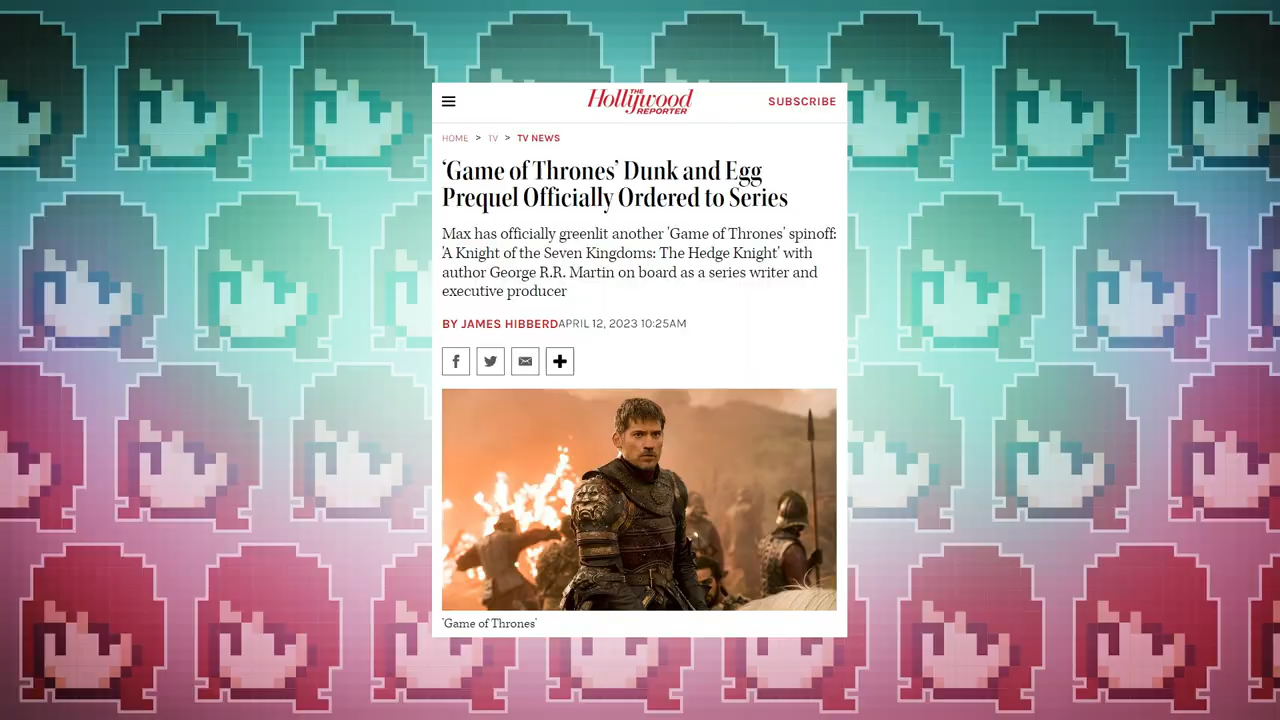 THE
Hollywood
REPORTER
SUBSCRIBE
HOME > TV > TV NEWS
‘Game of Thrones’ Dunk and Egg
Prequel Officially Ordered to Series
Max has officially greenlit another 'Game of Thrones' spinoff:
'A Knight of the Seven Kingdoms: The Hedge Knight' with
author George R.R. Martin on board as a series writer and
executive producer
BY JAMES HIBBERDAPRIL 12, 2023 10:25AM
'Game of Thrones'